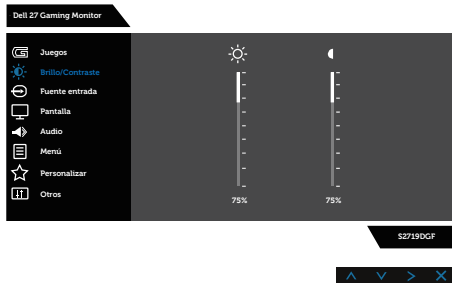 Dell 27 Gaming Monitor
Juegos
Brillo/Contraste
Fuente entrada
Pantalla
Audio
Menú
Personalizar
Otros
75%
75%
S2719DGF